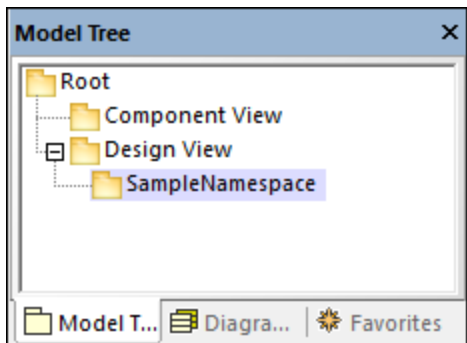 Model Tree
Root
Component View
Design View
SampleNamespace
Model T... Diagra... Favorites